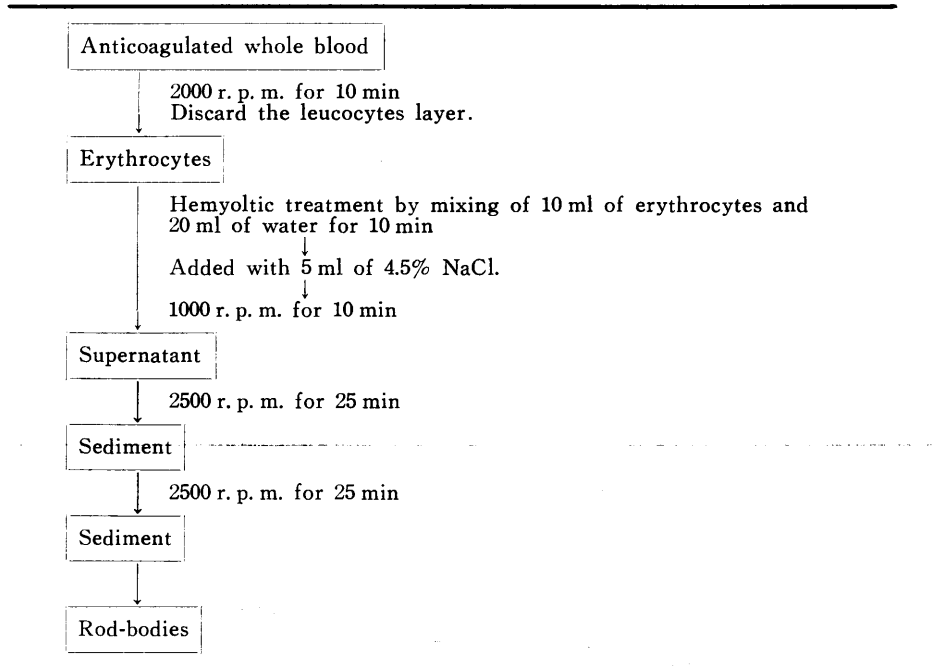 Anticoagulated whole blood
2000 r. p. m. for 10 min
Discard the leucocytes layer.
Erythrocytes
Hemyoltic treatment by mixing of 10 ml of erythrocytes and
20 ml of water for 10 min
Added with 5 ml of 4.5% NaCl.
1000 r. p. m. for 10 min
Supernatant
2500 r. p. m. for 25 min
Sediment
2500 r. p. m. for 25 min
Sediment
Rod-bodies